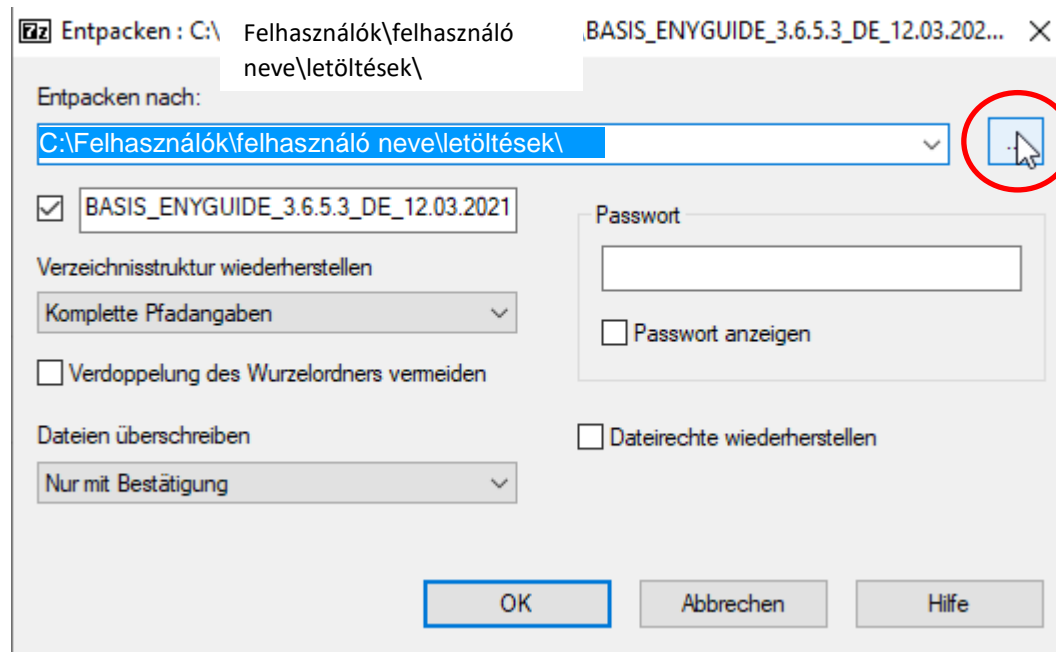 7z Entpacken : C:\ Felhasználók\felhasználó \BASIS_ENYGUIDE_3.6.5.3_DE_12.03.202...
neve\letöltések\
Entpacken nach:
C:\Felhasználók\felhasználó neve\letöltések\
...
BASIS_ENYGUIDE_3.6.5.3_DE_12.03.2021
Passwort
Verzeichnisstruktur wiederherstellen
Komplette Pfadangaben
Passwort anzeigen
Verdoppelung des Wurzelordners vermeiden
Dateien überschreiben
Dateirechte wiederherstellen
Nur mit Bestätigung
OK Abbrechen Hilfe